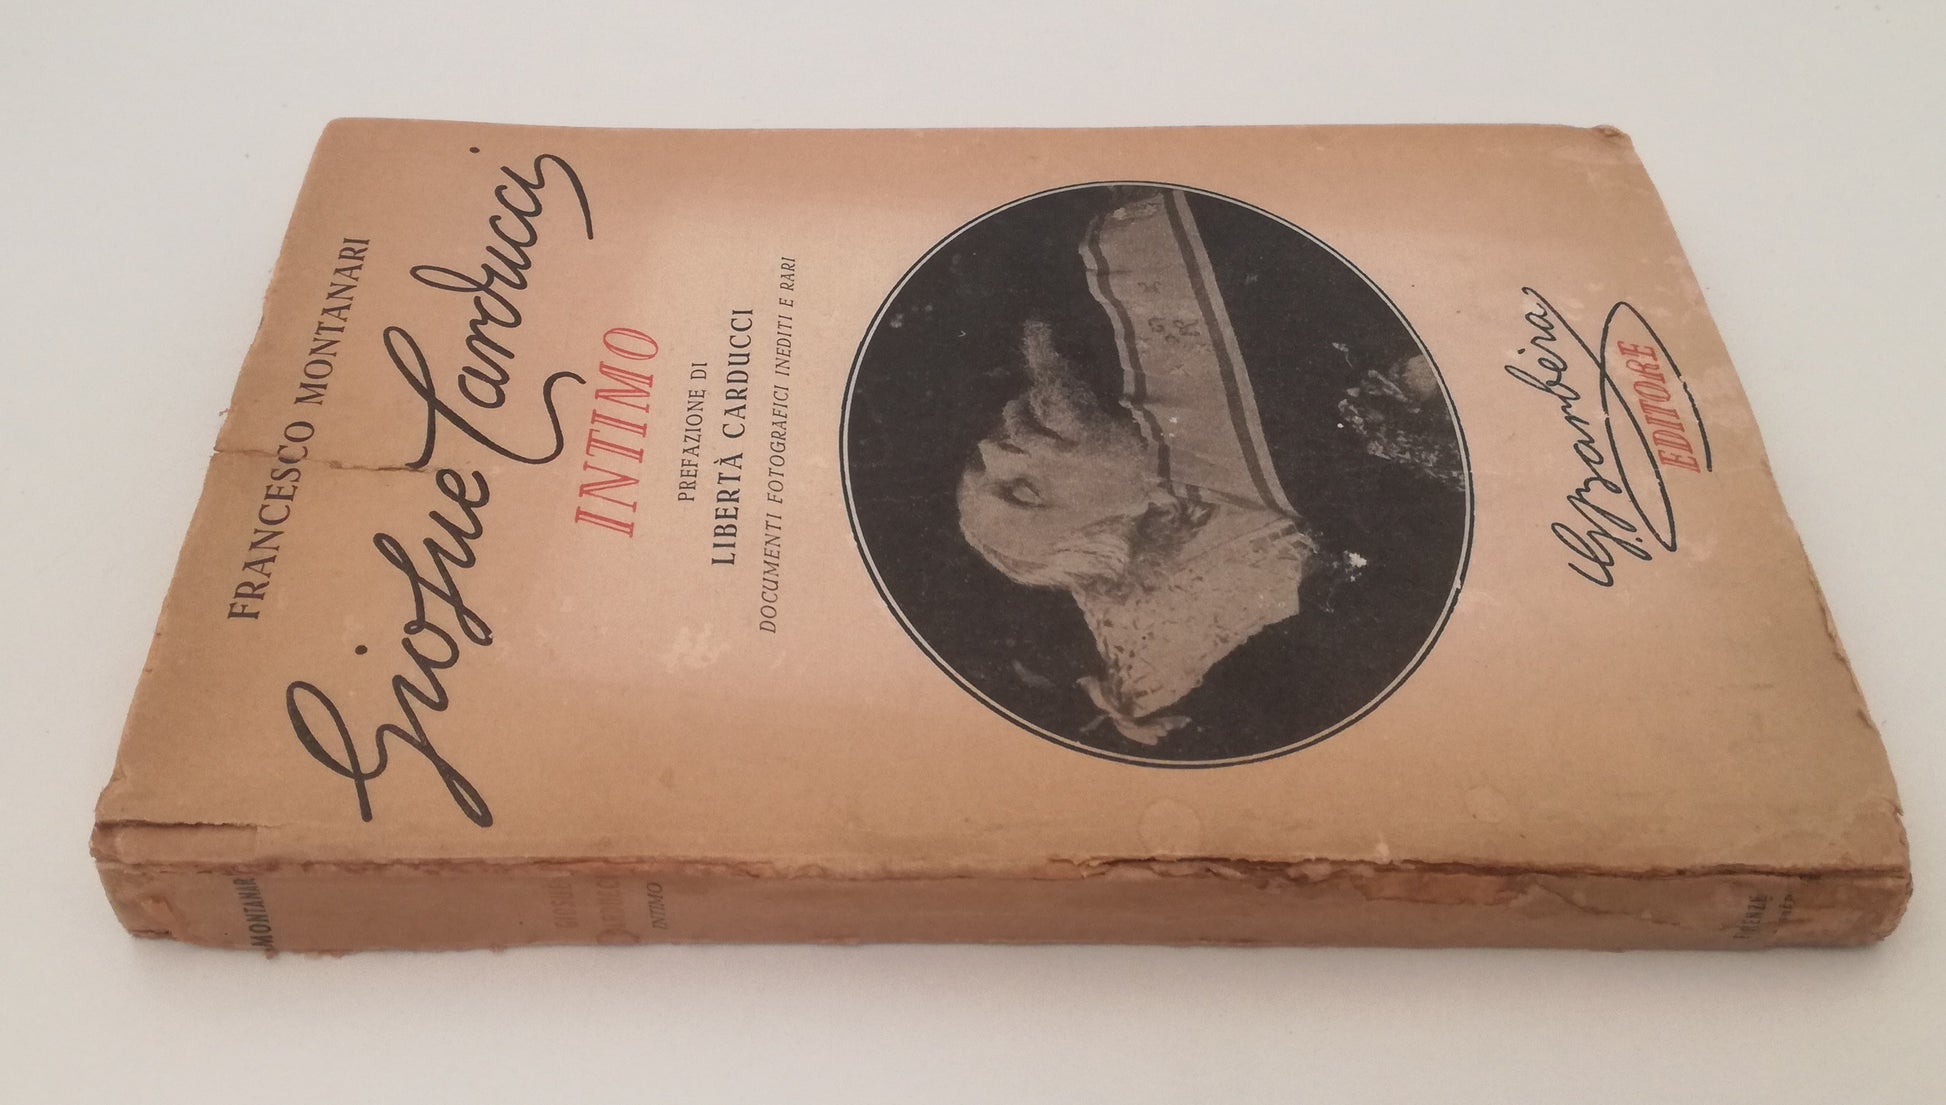 FRANCESCO MONTANARI
Giosue Carducci
INTIMO
PREFAZIONE DI
LIBERTÀ CARDUCCI
DOCUMENTI FOTOGRAFICI INEDITI E RARI
G. Barbèra
EDITORE
MONTANARI
GIOSUE
CARDUCCI
INTIMO
FIRENZE